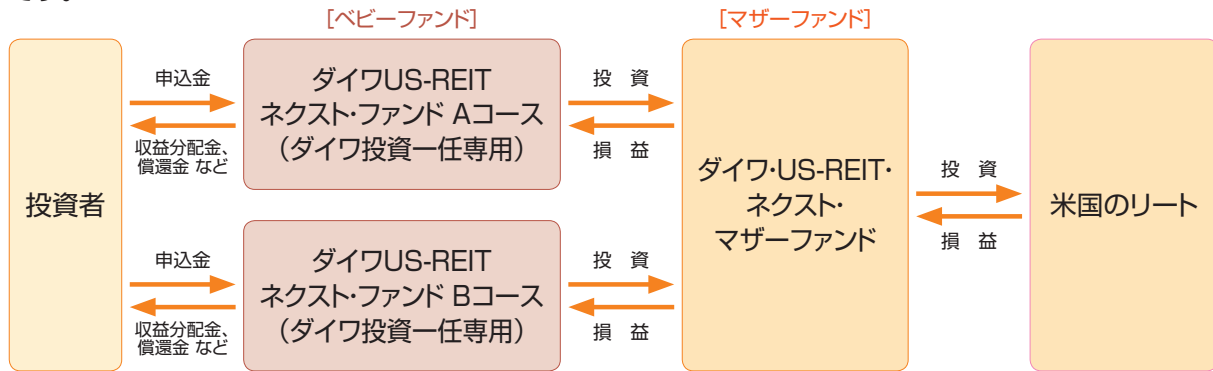 [ベビーファンド]
[マザーファンド]
投資者
申込金
収益分配金、
償還金 など
ダイワUS-REIT
ネクスト・ファンド Aコース
(ダイワ投資一任専用)
投 資
損 益
申込金
収益分配金、
償還金 など
ダイワUS-REIT
ネクスト・ファンド Bコース
(ダイワ投資一任専用)
投 資
損 益
ダイワ・US-REIT・
ネクスト・
マザーファンド
投 資
損 益
米国のリート